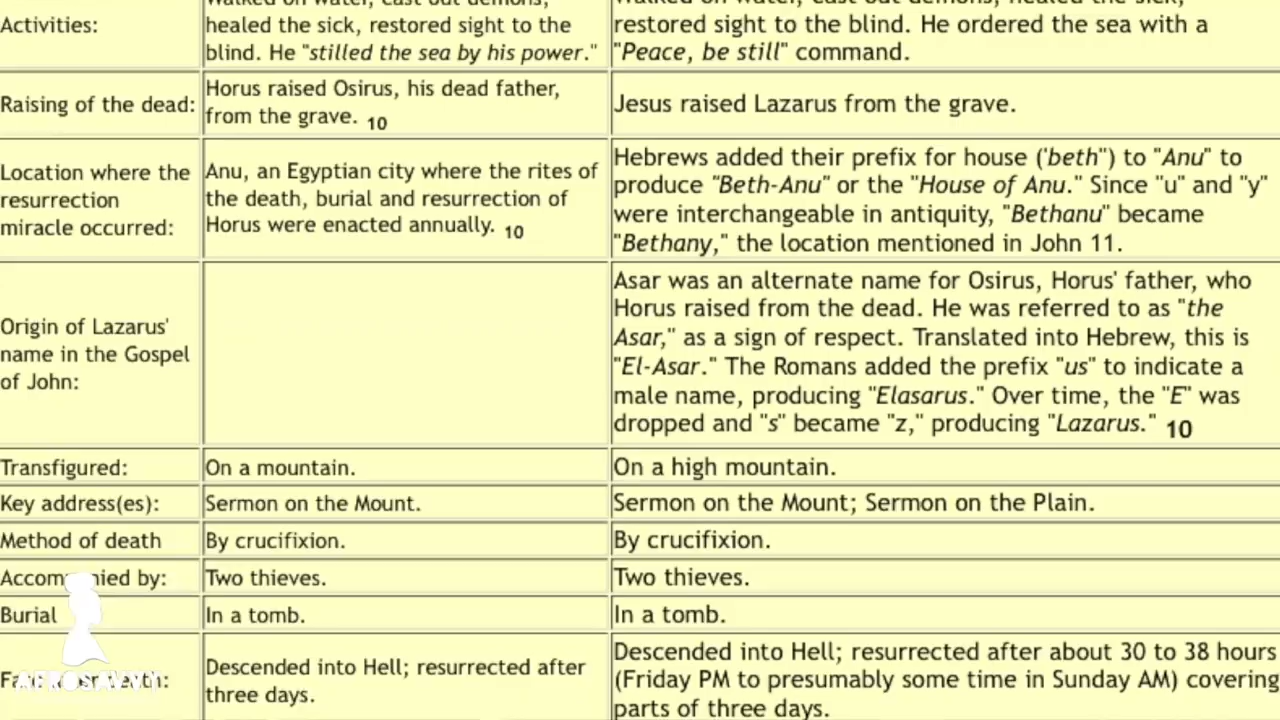 Activities:
healed the sick, restored sight to the
blind. He "stilled the sea by his power."
restored sight to the blind. He ordered the sea with a
"Peace, be still" command.
Raising of the dead:
Horus raised Osirus, his dead father,
from the grave. 10
Jesus raised Lazarus from the grave.
Location where the
resurrection
miracle occurred:
Anu, an Egyptian city where the rites of
the death, burial and resurrection of
Horus were enacted annually. 10
Hebrews added their prefix for house ('beth") to "Anu" to
produce "Beth-Anu" or the "House of Anu." Since "u" and "y"
were interchangeable in antiquity, "Bethanu" became
"Bethany," the location mentioned in John 11.
Origin of Lazarus'
name in the Gospel
of John:
Asar was an alternate name for Osirus, Horus' father, who
Horus raised from the dead. He was referred to as "the
Asar," as a sign of respect. Translated into Hebrew, this is
"El-Asar." The Romans added the prefix "us" to indicate a
male name, producing "Elasarus." Over time, the "E" was
dropped and "s" became "z," producing "Lazarus." 10
Transfigured:
On a mountain.
On a high mountain.
Key address(es):
Sermon on the Mount.
Sermon on the Mount; Sermon on the Plain.
Method of death
By crucifixion.
By crucifixion.
Accompanied by:
Two thieves.
Two thieves.
Burial
In a tomb.
In a tomb.
Descended into Hell; resurrected after
three days.
Descended into Hell; resurrected after about 30 to 38 hours
(Friday PM to presumably some time in Sunday AM) covering
parts of three days.